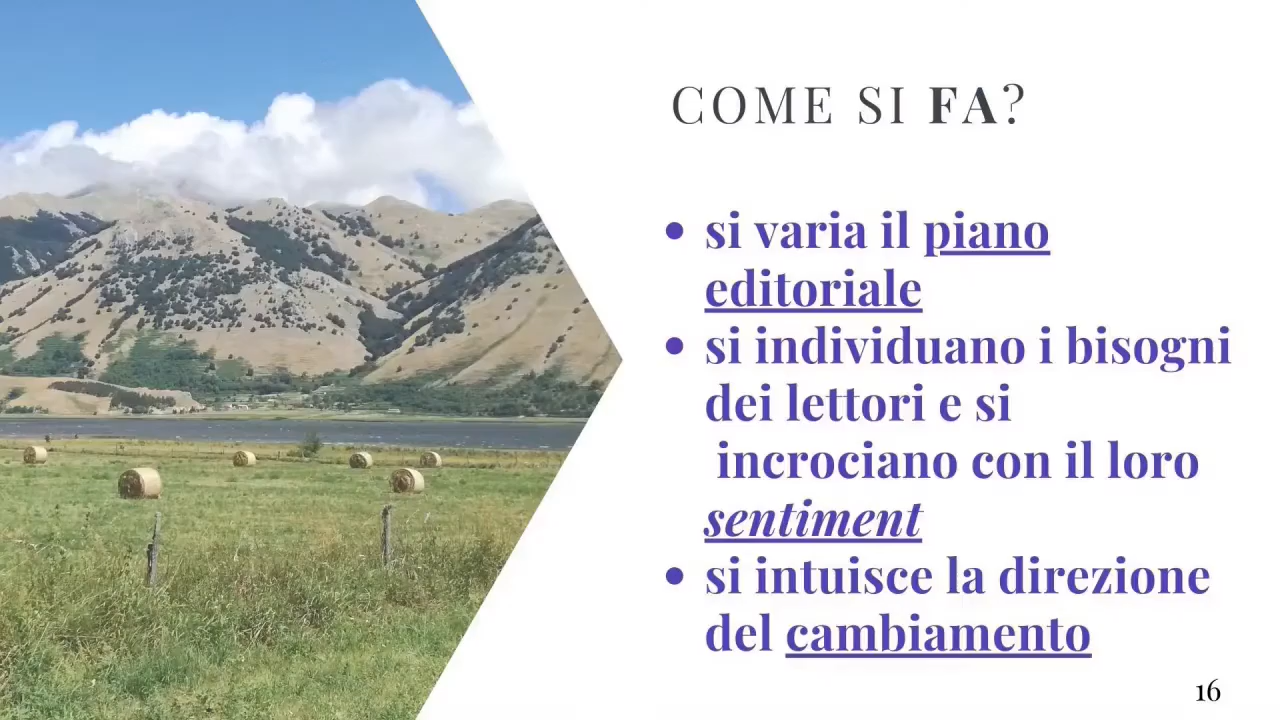 COME SI FA?
• si varia il piano
editoriale
• si individuano i bisogni
dei lettori e si
incrociano con il loro
sentiment
• si intuisce la direzione
del cambiamento
16